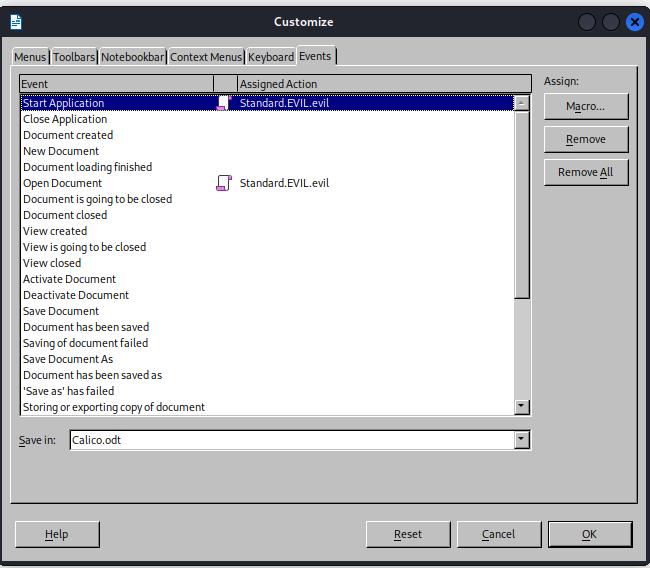 Customize
Menus Toolbars Notebookbar Context Menus Keyboard Events
Event Assigned Action
Start Application Standard.EVIL.evil
Close Application
Document created
New Document
Document loading finished
Open Document Standard.EVIL.evil
Document is going to be closed
Document closed
View created
View is going to be closed
View closed
Activate Document
Deactivate Document
Save Document
Document has been saved
Saving of document failed
Save Document As
Document has been saved as
'Save as' has failed
Storing or exporting copy of document
Assign:
Macro...
Remove
Remove All
Save in: Calico.odt
Help Reset Cancel OK